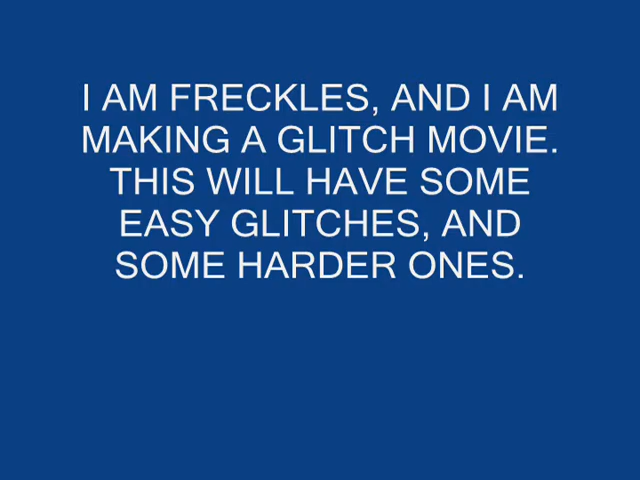 I AM FRECKLES, AND I AM
MAKING A GLITCH MOVIE.
THIS WILL HAVE SOME
EASY GLITCHES, AND
SOME HARDER ONES.